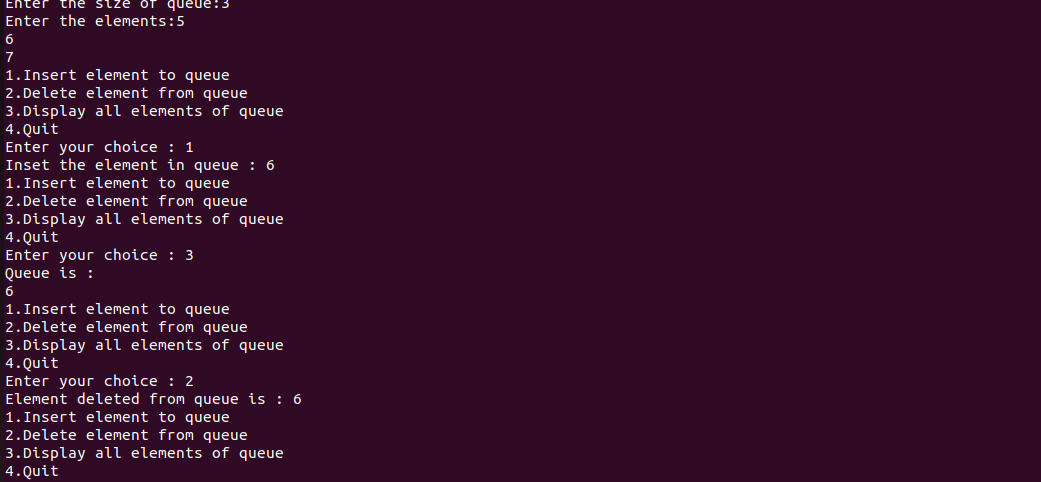 Enter the size of queue:3
Enter the elements:5
6
7
1.Insert element to queue
2.Delete element from queue
3.Display all elements of queue
4.Quit
Enter your choice : 1
Inset the element in queue : 6
1.Insert element to queue
2.Delete element from queue
3.Display all elements of queue
4.Quit
Enter your choice : 3
Queue is :
6
1.Insert element to queue
2.Delete element from queue
3.Display all elements of queue
4.Quit
Enter your choice : 2
Element deleted from queue is : 6
1.Insert element to queue
2.Delete element from queue
3.Display all elements of queue
4.Quit